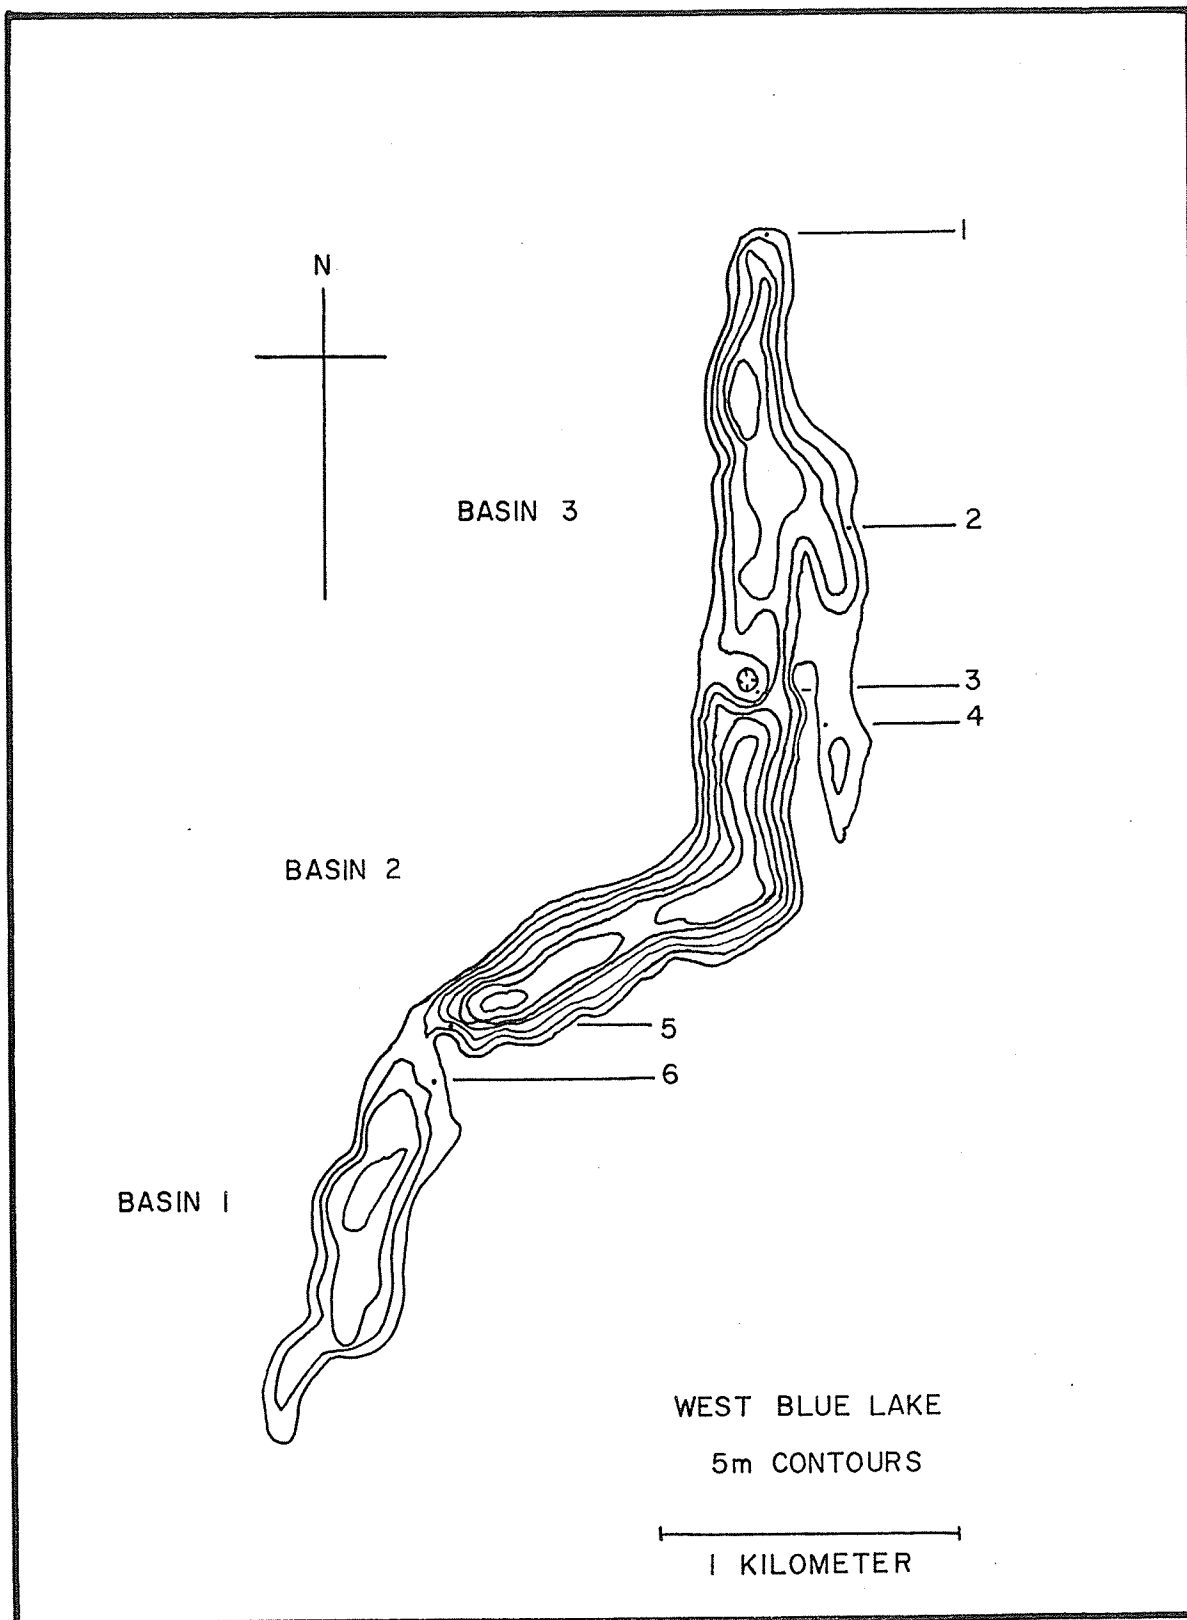 1
N
BASIN 3
2
3
4
BASIN 2
5
6
BASIN 1
WEST BLUE LAKE
5m CONTOURS
1 KILOMETER